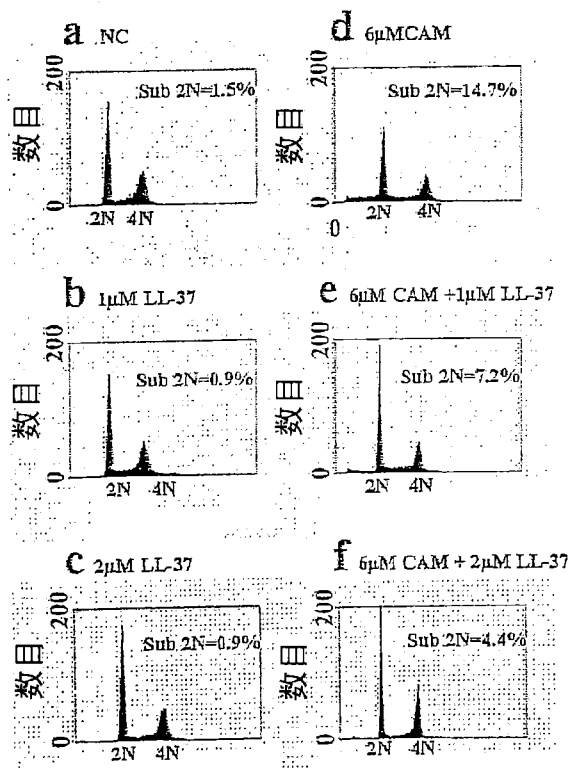 a NC
200
Sub 2N=1.5%
数目
0
2N 4N
b 1μM LL-37
200
Sub 2N=0.9%
数目
0
2N 4N
c 2μM LL-37
200
Sub 2N=0.9%
数目
0
2N 4N
d 6μMCAM
200
Sub 2N=14.7%
0
2N 4N
0
e 6μM CAM +1μM LL-37
200
Sub 2N=7.2%
数目
0
2N 4N
f 6μM CAM + 2μM LL-37
200
Sub 2N=4.4%
数目
0
2N 4N